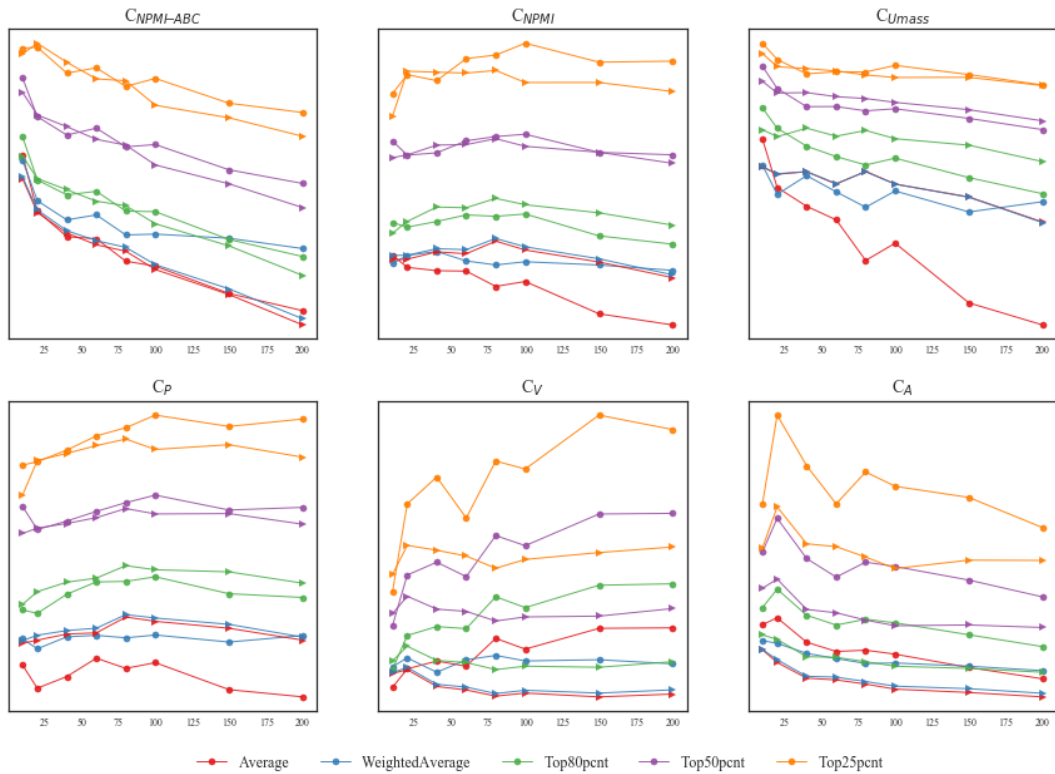 C_NPMI–ABC C_NPMI C_Umass
25 50 75 100 125 150 175 200 25 50 75 100 125 150 175 200 25 50 75 100 125 150 175 200
C_P C_V C_A
25 50 75 100 125 150 175 200 25 50 75 100 125 150 175 200 25 50 75 100 125 150 175 200
Average WeightedAverage Top80pcnt Top50pcnt Top25pcnt